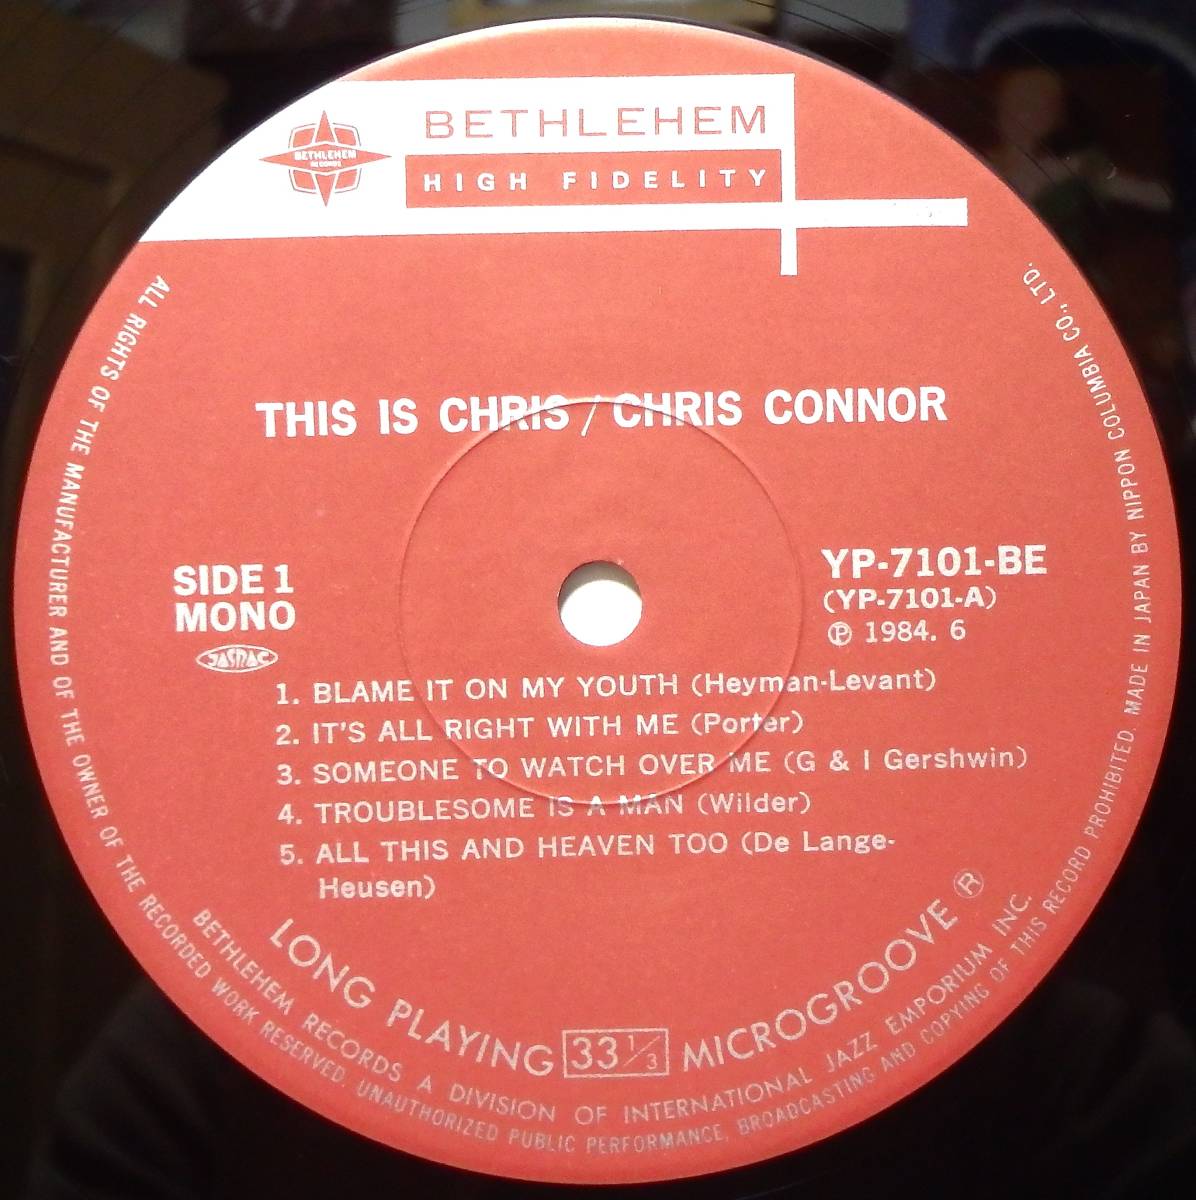 BETHLEHEM
RECORDS
BETHLEHEM
HIGH FIDELITY
THIS IS CHRIS / CHRIS CONNOR
SIDE 1
MONO
JASRAC
YP-7101-BE
(YP-7101-A)
Ⓟ 1984. 6
1. BLAME IT ON MY YOUTH (Heyman-Levant)
2. IT'S ALL RIGHT WITH ME (Porter)
3. SOMEONE TO WATCH OVER ME (G & I Gershwin)
4. TROUBLESOME IS A MAN (Wilder)
5. ALL THIS AND HEAVEN TOO (De Lange-
Heusen)
LONG PLAYING 33 1/3 MICROGROOVE ®
BETHLEHEM RECORDS A DIVISION OF INTERNATIONAL JAZZ EMPORIUM INC.
ALL RIGHTS OF THE MANUFACTURER AND OF THE OWNER OF THE RECORDED WORK RESERVED. UNAUTHORIZED PUBLIC PERFORMANCE, BROADCASTING AND COPYING OF THIS RECORD PROHIBITED. MADE IN JAPAN BY NIPPON COLUMBIA CO., LTD.